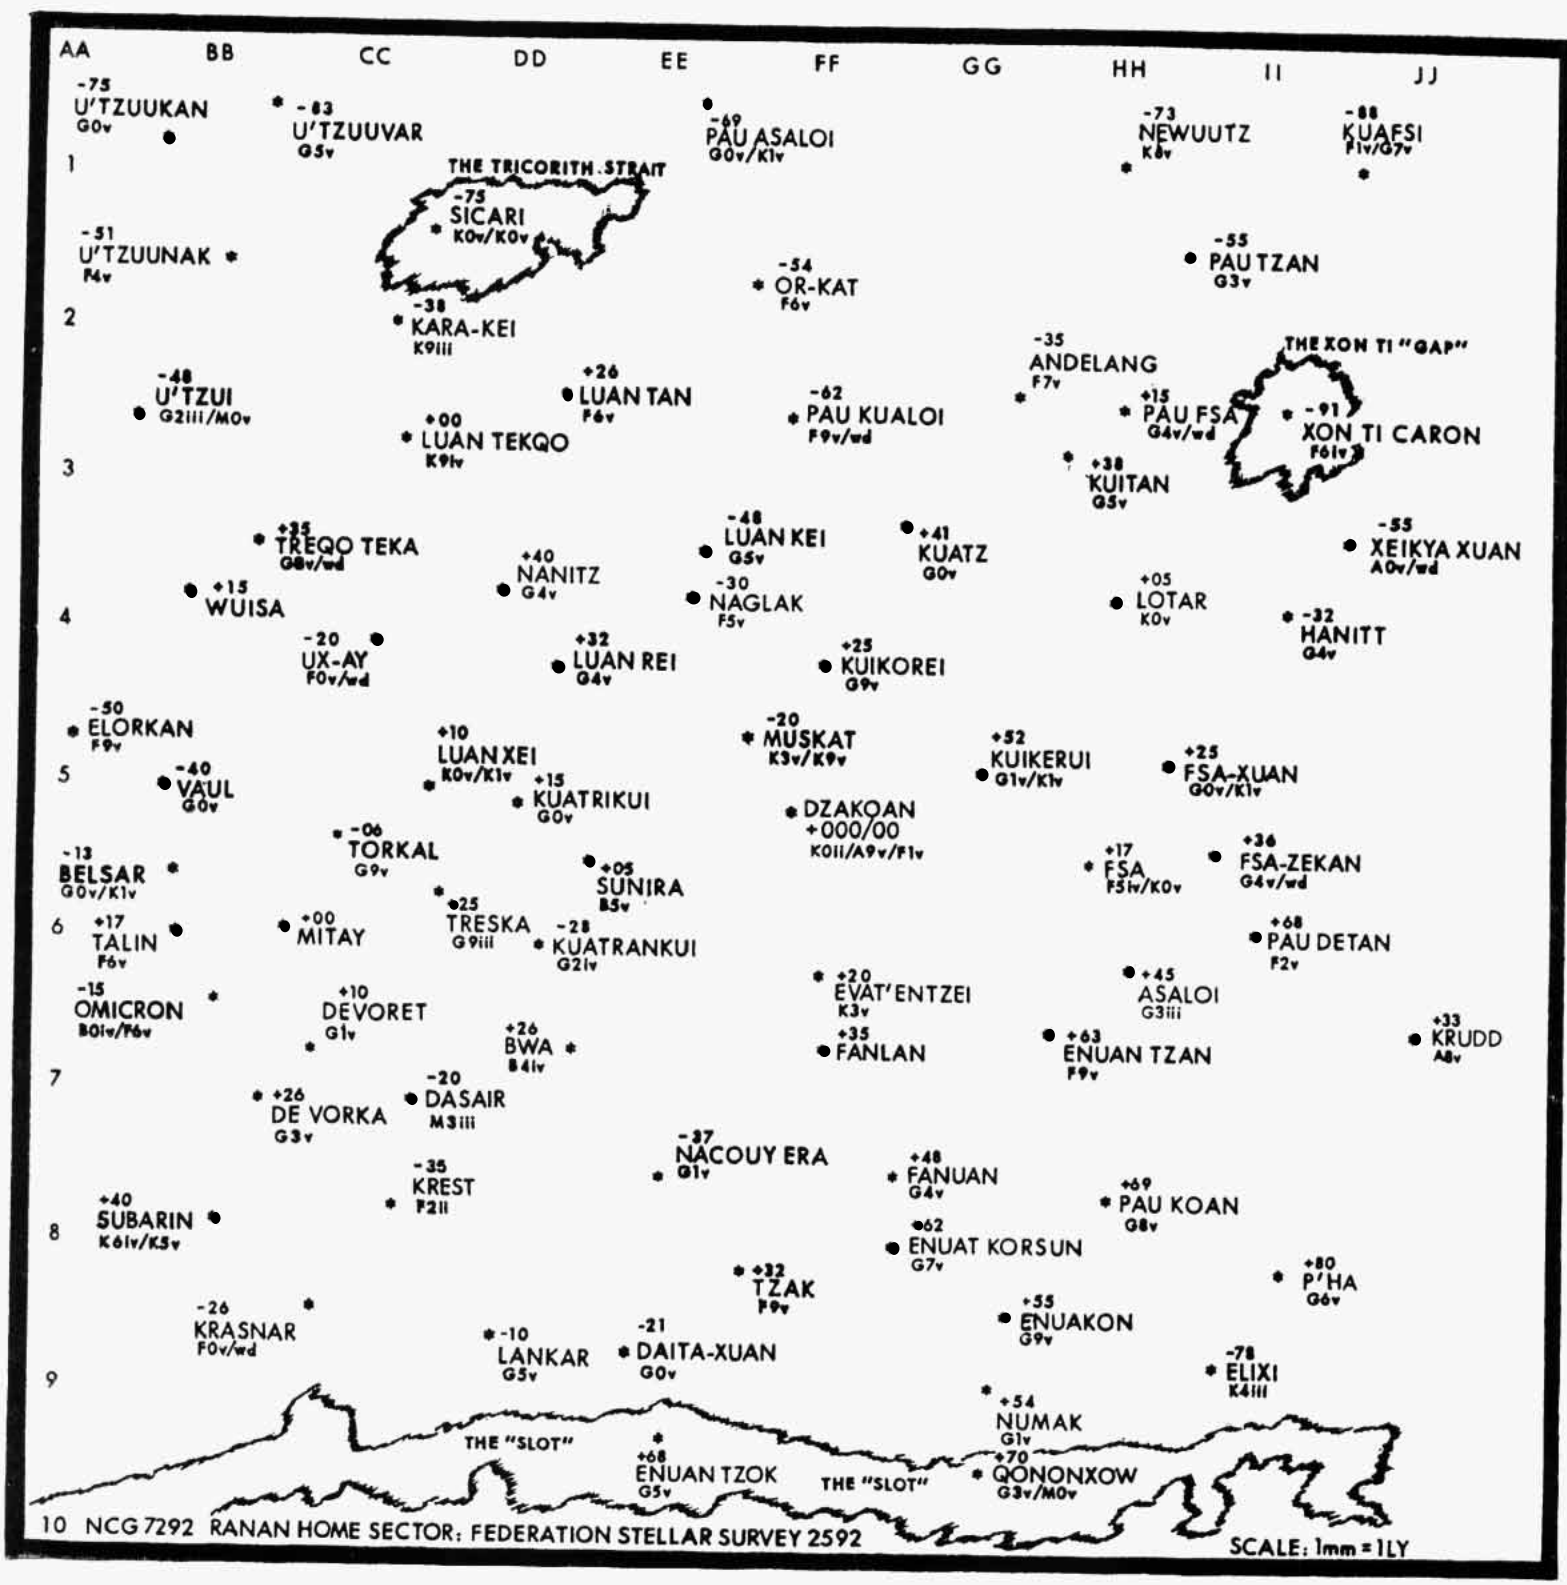 AA BB CC DD EE FF GG HH II JJ
-75
U'TZUUKAN
G0v
-83
U'TZUUVAR
G5v
-69
PAU ASALOI
G0v/K1v
-73
NEWUUTZ
K8v
-88
KUAFSI
F1v/G7v
1
THE TRICORITH STRAIT
-75
SICARI
K0v/K0v
-51
U'TZUUNAK
F4v
-54
OR-KAT
F6v
-55
PAU TZAN
G3v
2
-38
KARA-KEI
K9iii
-35
ANDELANG
F7v
THE XON TI "GAP"
-48
U'TZUI
G2iii/M0v
+26
LUAN TAN
F6v
-62
PAU KUALOI
F9v/wd
+15
PAU FSA
G4v/wd
-91
XON TI CARON
F6iv
+00
LUAN TEKQO
K9iv
3
+38
KUITAN
G5v
+35
TREQO TEKA
G8v/wd
-48
LUAN KEI
G5v
+41
KUATZ
G0v
-55
XEIKYA XUAN
A0v/wd
+40
NANITZ
G4v
+15
WUISA
-30
NAGLAK
F5v
+05
LOTAR
K0v
4
-32
HANITT
G4v
-20
UX-AY
F0v/wd
+32
LUAN REI
G4v
+25
KUIKOREI
G9v
-50
ELORKAN
F9v
+10
LUAN XEI
K0v/K1v
-20
MUSKAT
K3v/K9v
+52
KUIKERUI
G1v/K1v
+25
FSA-XUAN
G0v/K1v
5
-40
VAUL
G0v
+15
KUATRIKUI
G0v
DZAKOAN
+000/00
K0ii/A9v/F1v
-06
TORKAL
G9v
-13
BELSAR
G0v/K1v
+05
SUNIRA
B5v
+17
FSA
F5iv/K0v
+36
FSA-ZEKAN
G4v/wd
6
+17
TALIN
F6v
+00
MITAY
+25
TRESKA
G9iii
-28
KUATRANKUI
G2iv
+68
PAU DETAN
F2v
-15
OMICRON
B0iv/F6v
+10
DEVORET
G1v
+20
EVAT'ENTZEI
K3v
+45
ASALOI
G3iii
+26
BWA
B4iv
+35
FANLAN
+63
ENUAN TZAN
F9v
+33
KRUDD
A8v
7
+26
DE VORKA
G3v
-20
DASAIR
M3iii
-37
NACOUY ERA
G1v
+48
FANUAN
G4v
-35
KREST
F2ii
+69
PAU KOAN
G8v
8
+40
SUBARIN
K6iv/K5v
+62
ENUAT KORSUN
G7v
+32
TZAK
F9v
+80
P'HA
G6v
-26
KRASNAR
F0v/wd
-10
LANKAR
G5v
-21
DAITA-XUAN
G0v
+55
ENUAKON
G9v
-78
ELIXI
K4iii
9
+54
NUMAK
G1v
THE "SLOT"
+68
ENUAN TZOK
G5v
THE "SLOT"
+70
QONONXOW
G3v/M0v
10 NCG 7292 RANAN HOME SECTOR: FEDERATION STELLAR SURVEY 2592
SCALE: 1mm = 1LY